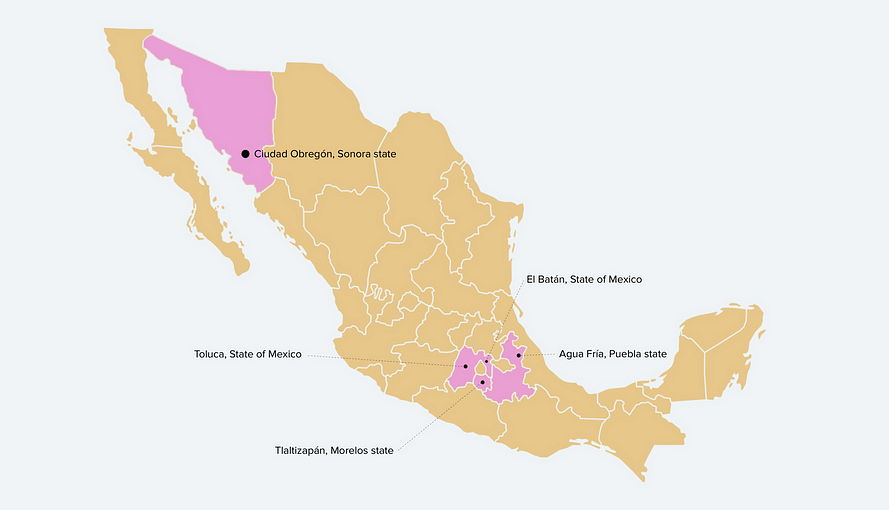 Ciudad Obregón, Sonora state
El Batán, State of Mexico
Toluca, State of Mexico
Agua Fría, Puebla state
Tlaltizapán, Morelos state